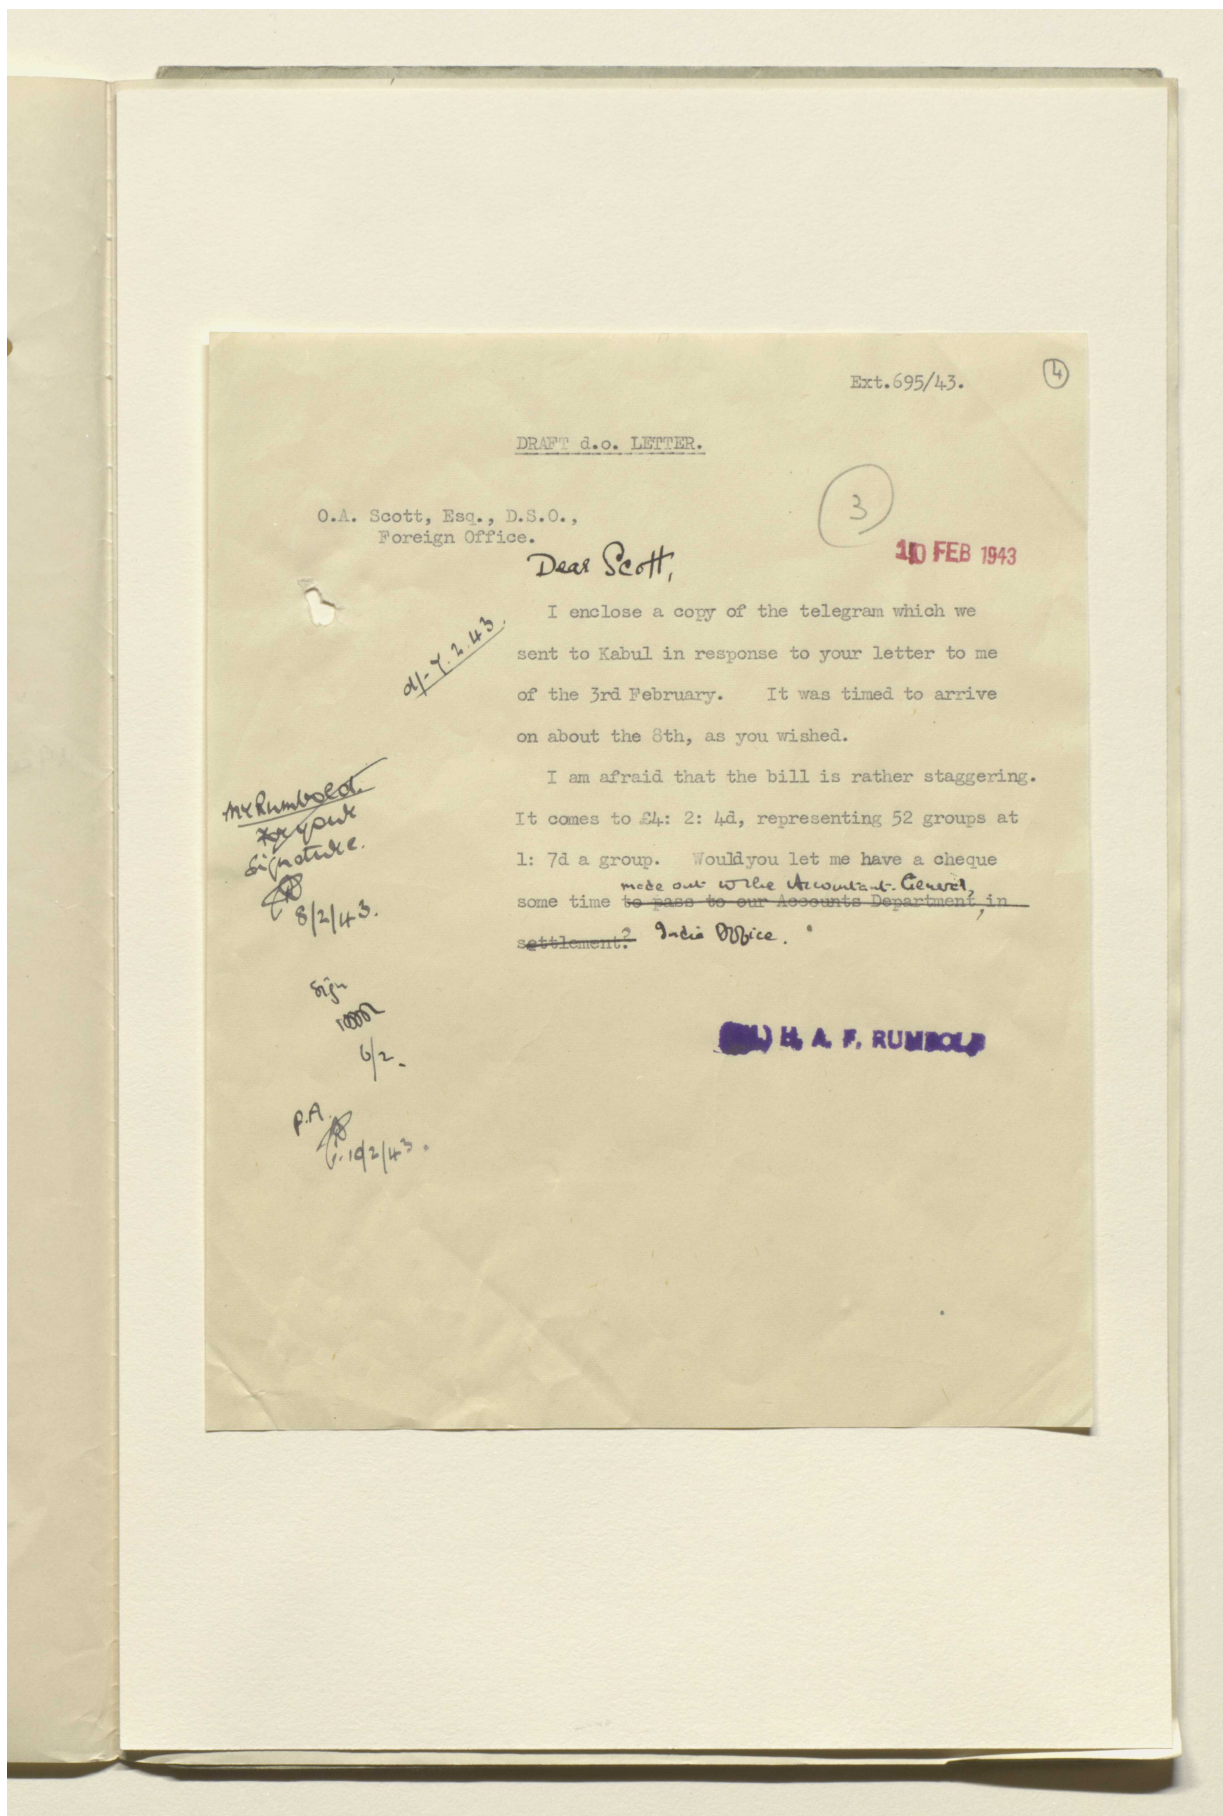 Ext.695/43.
4
DRAFT d.o. LETTER.
3
O.A. Scott, Esq., D.S.O.,
Foreign Office.
10 FEB 1943
Dear Scott,
I enclose a copy of the telegram which we
d/- 7.2.43.
sent to Kabul in response to your letter to me
of the 3rd February. It was timed to arrive
on about the 8th, as you wished.
I am afraid that the bill is rather staggering.
It comes to £4: 2: 4d, representing 52 groups at
1: 7d a group. Would you let me have a cheque
made out to the Accountant-General,
some time to pass to our Accounts Department, in
settlement? India Office.
Mr Rumbold.
For your
signature.
8/2/43.
Sign
6/2.
H. A. F. RUMBOLD
P.A.
10/2/43.